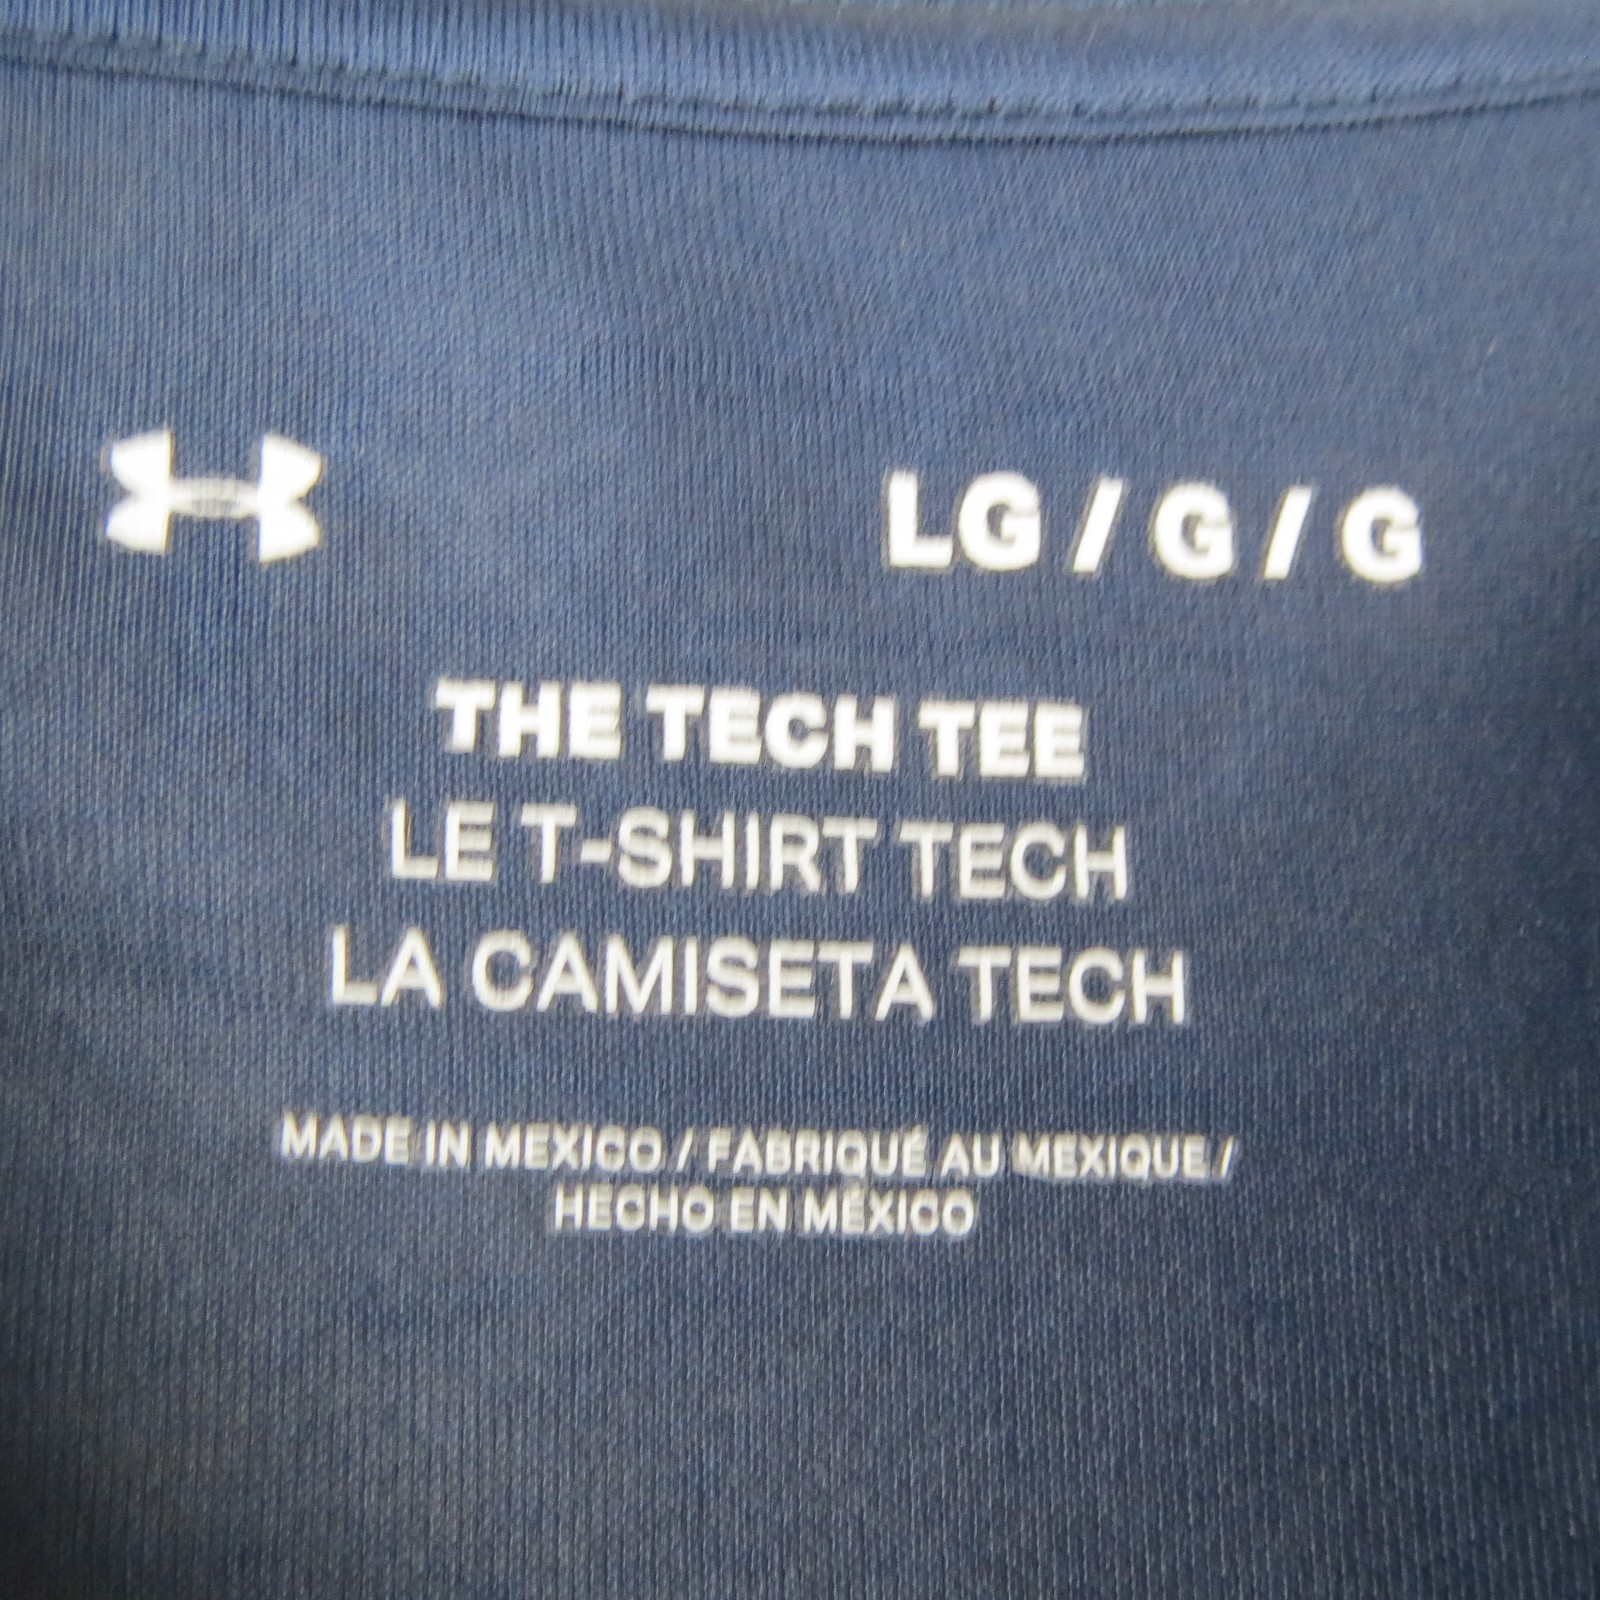 LG / G / G
THE TECH TEE
LE T-SHIRT TECH
LA CAMISETA TECH
MADE IN MEXICO / FABRIQUÉ AU MEXIQUE /
HECHO EN MÉXICO